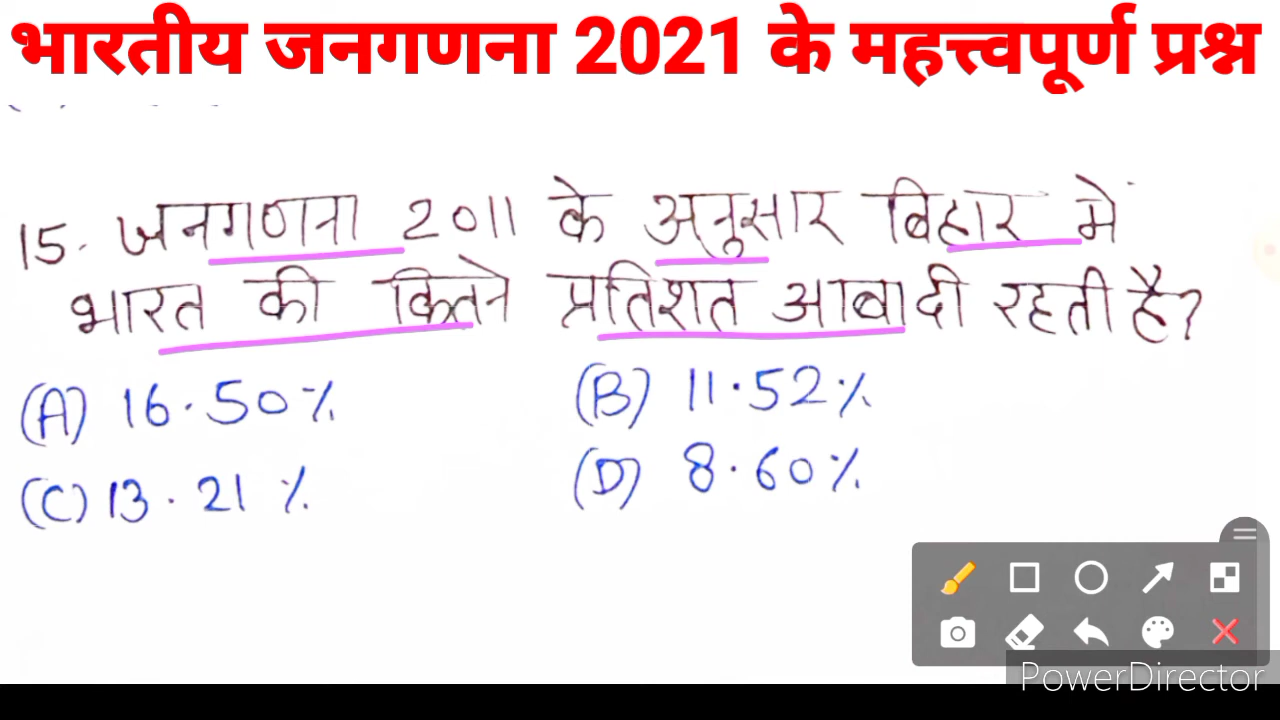 भारतीय जनगणना 2021 के महत्त्वपूर्ण प्रश्न
15. जनगणना 2011 के अनुसार बिहार में
भारत की कितने प्रतिशत आबादी रहती है?
(A) 16.50%
(B) 11.52%
(C) 13.21%
(D) 8.60%
PowerDirector